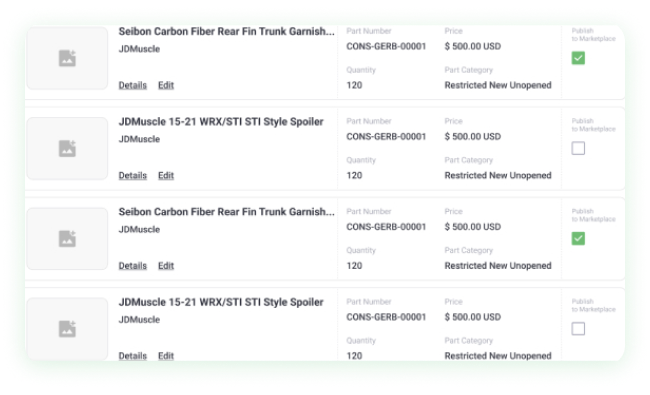 Seibon Carbon Fiber Rear Fin Trunk Garnish...
JDMuscle
Details Edit
Part Number
CONS-GERB-00001
Quantity
120
Price
$ 500.00 USD
Part Category
Restricted New Unopened
Publish
to Marketplace
JDMuscle 15-21 WRX/STI STI Style Spoiler
JDMuscle
Details Edit
Part Number
CONS-GERB-00001
Quantity
120
Price
$ 500.00 USD
Part Category
Restricted New Unopened
Publish
to Marketplace
Seibon Carbon Fiber Rear Fin Trunk Garnish...
JDMuscle
Details Edit
Part Number
CONS-GERB-00001
Quantity
120
Price
$ 500.00 USD
Part Category
Restricted New Unopened
Publish
to Marketplace
JDMuscle 15-21 WRX/STI STI Style Spoiler
JDMuscle
Details Edit
Part Number
CONS-GERB-00001
Quantity
120
Price
$ 500.00 USD
Part Category
Restricted New Unopened
Publish
to Marketplace